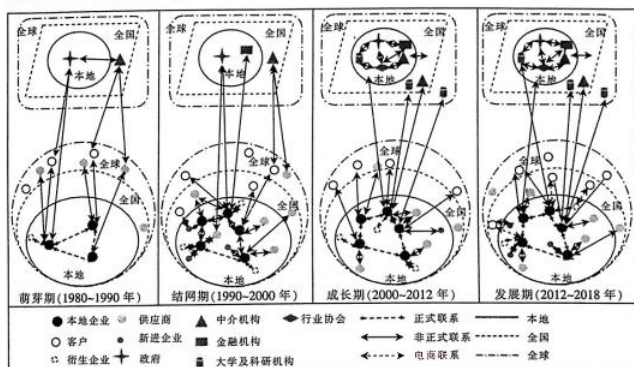 全球
全国
本地
全球
全国
本地
萌芽期(1980~1990年)
全球
全国
本地
全球
全国
本地
结网期(1990~2000年)
全球
全国
本地
全球
全国
本地
成长期(2000~2012年)
全球
全国
本地
全球
全国
本地
发展期(2012~2018年)
本地企业 供应商 中介机构 行业协会 正式联系 本地
客户 新进企业 金融机构 非正式联系 全国
衍生企业 政府 大学及科研机构 电商联系 全球